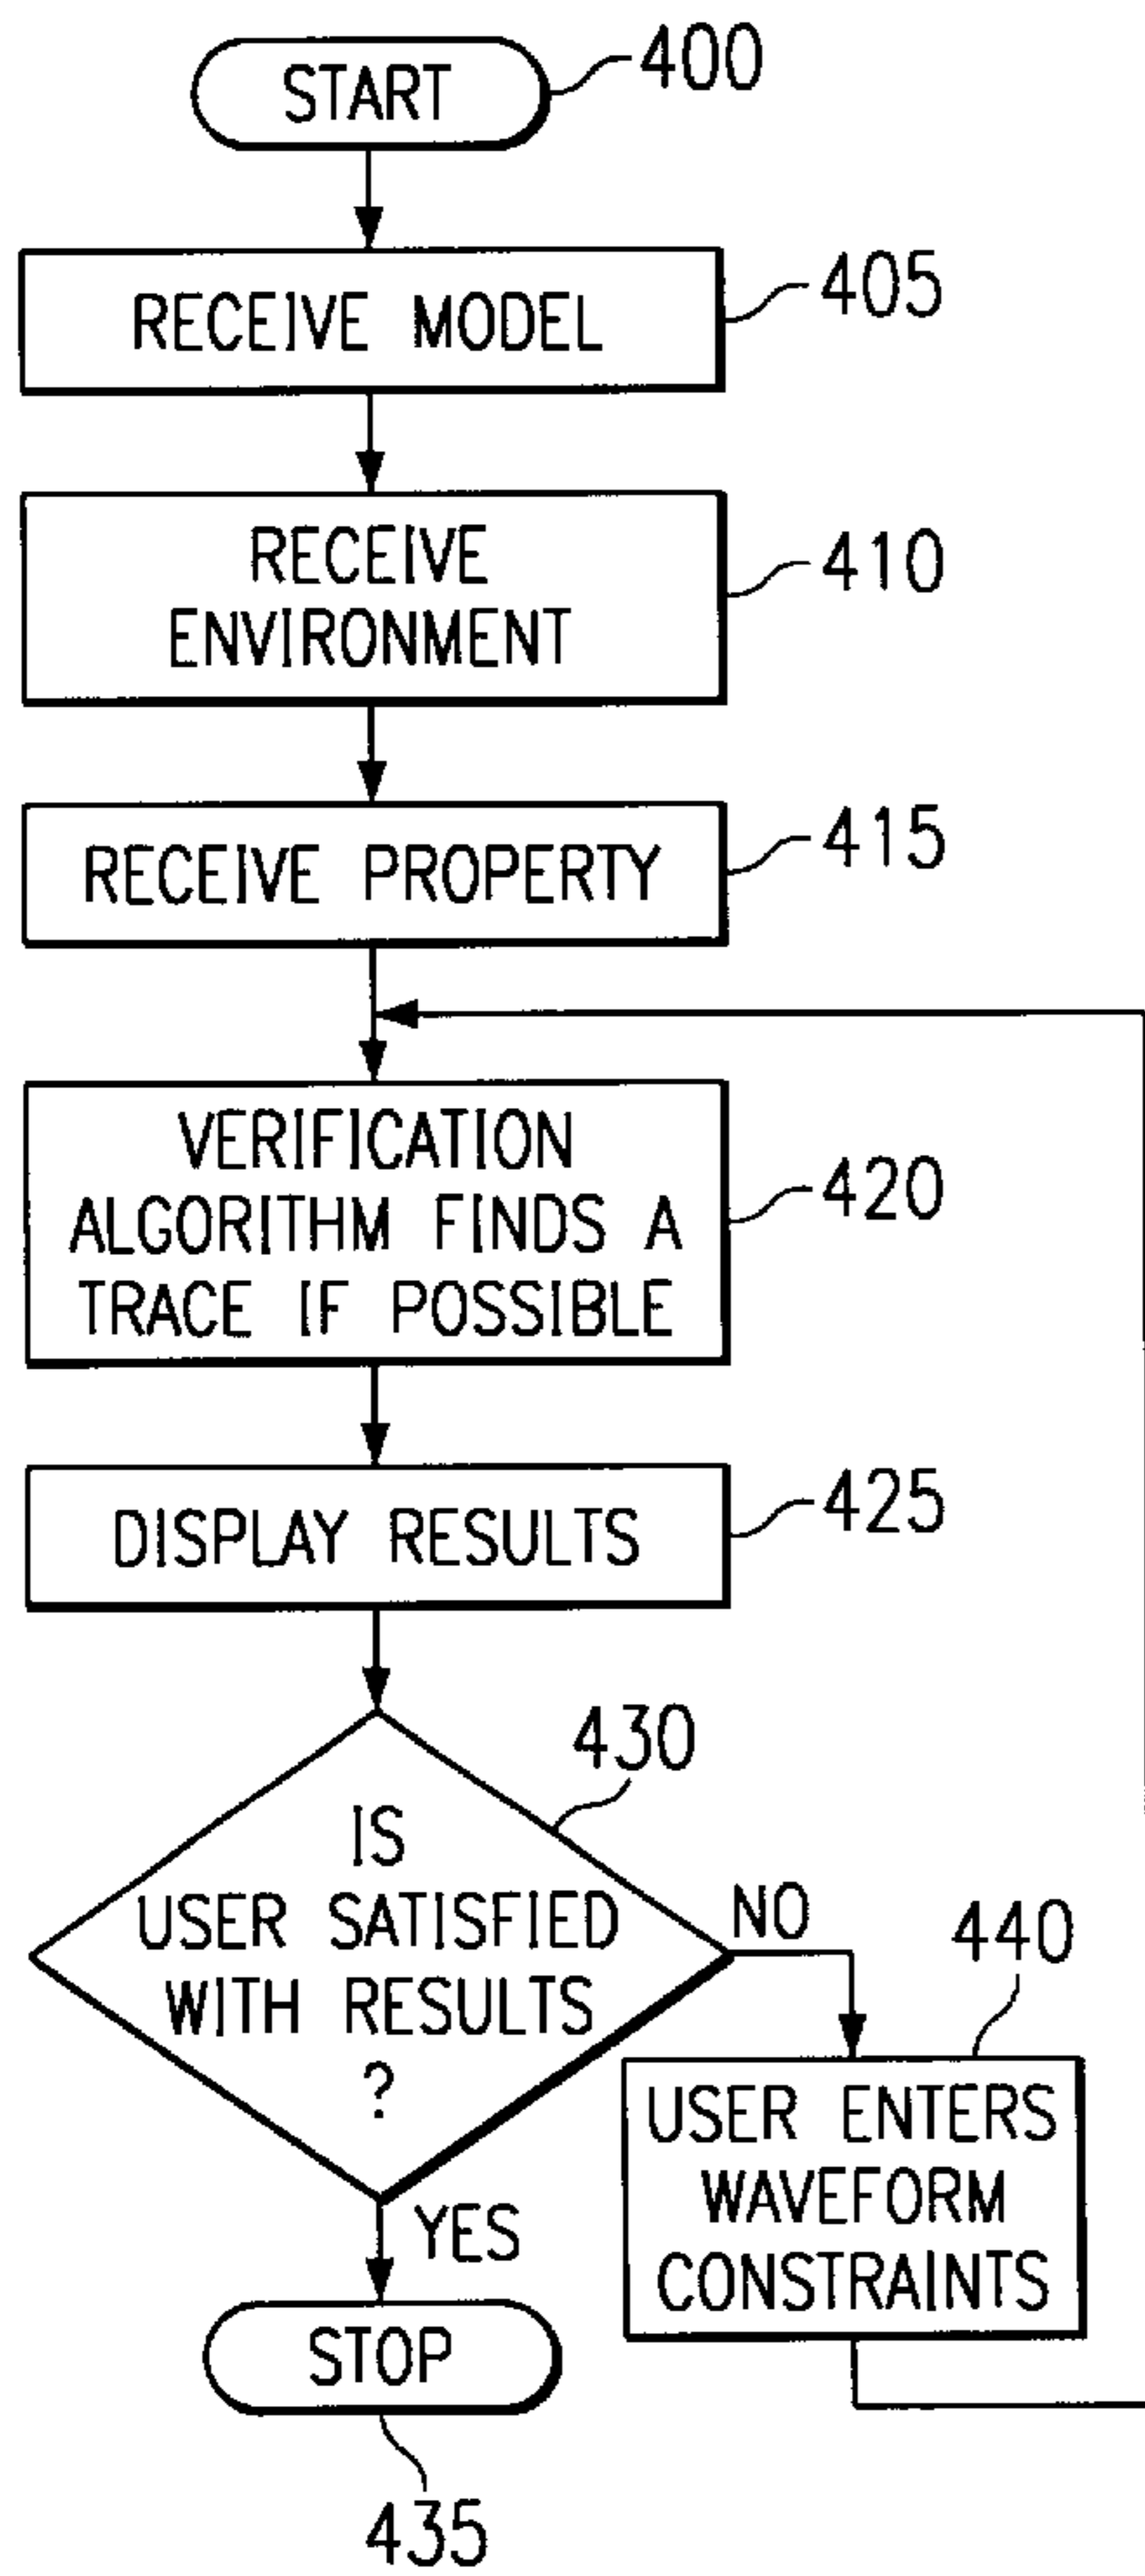 START
400
RECEIVE MODEL
405
RECEIVE
ENVIRONMENT
410
RECEIVE PROPERTY
415
VERIFICATION
ALGORITHM FINDS A
TRACE IF POSSIBLE
420
DISPLAY RESULTS
425
430
IS
USER SATISFIED
WITH RESULTS
?
NO
440
USER ENTERS
WAVEFORM
CONSTRAINTS
YES
STOP
435